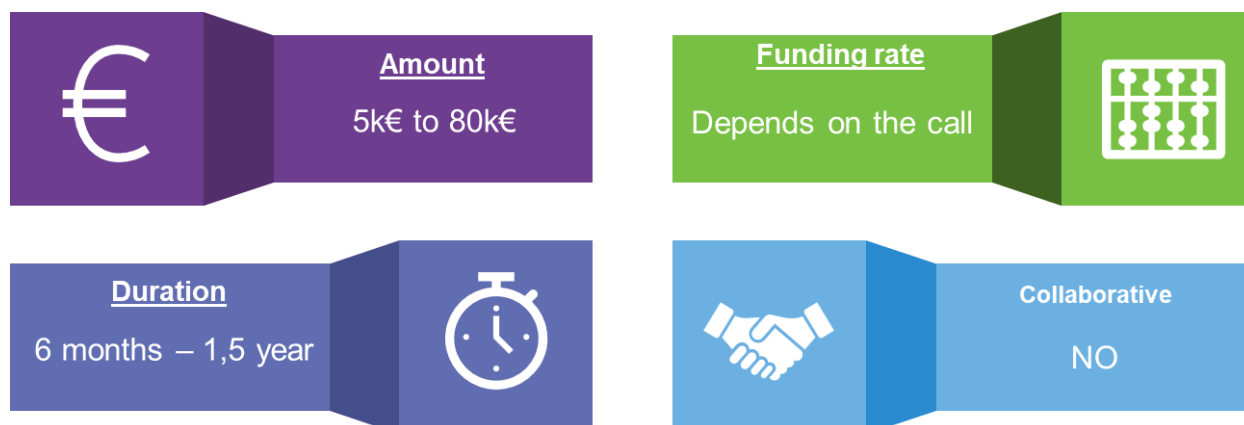 Amount
5k€ to 80k€
Funding rate
Depends on the call
Duration
6 months – 1,5 year
Collaborative
NO